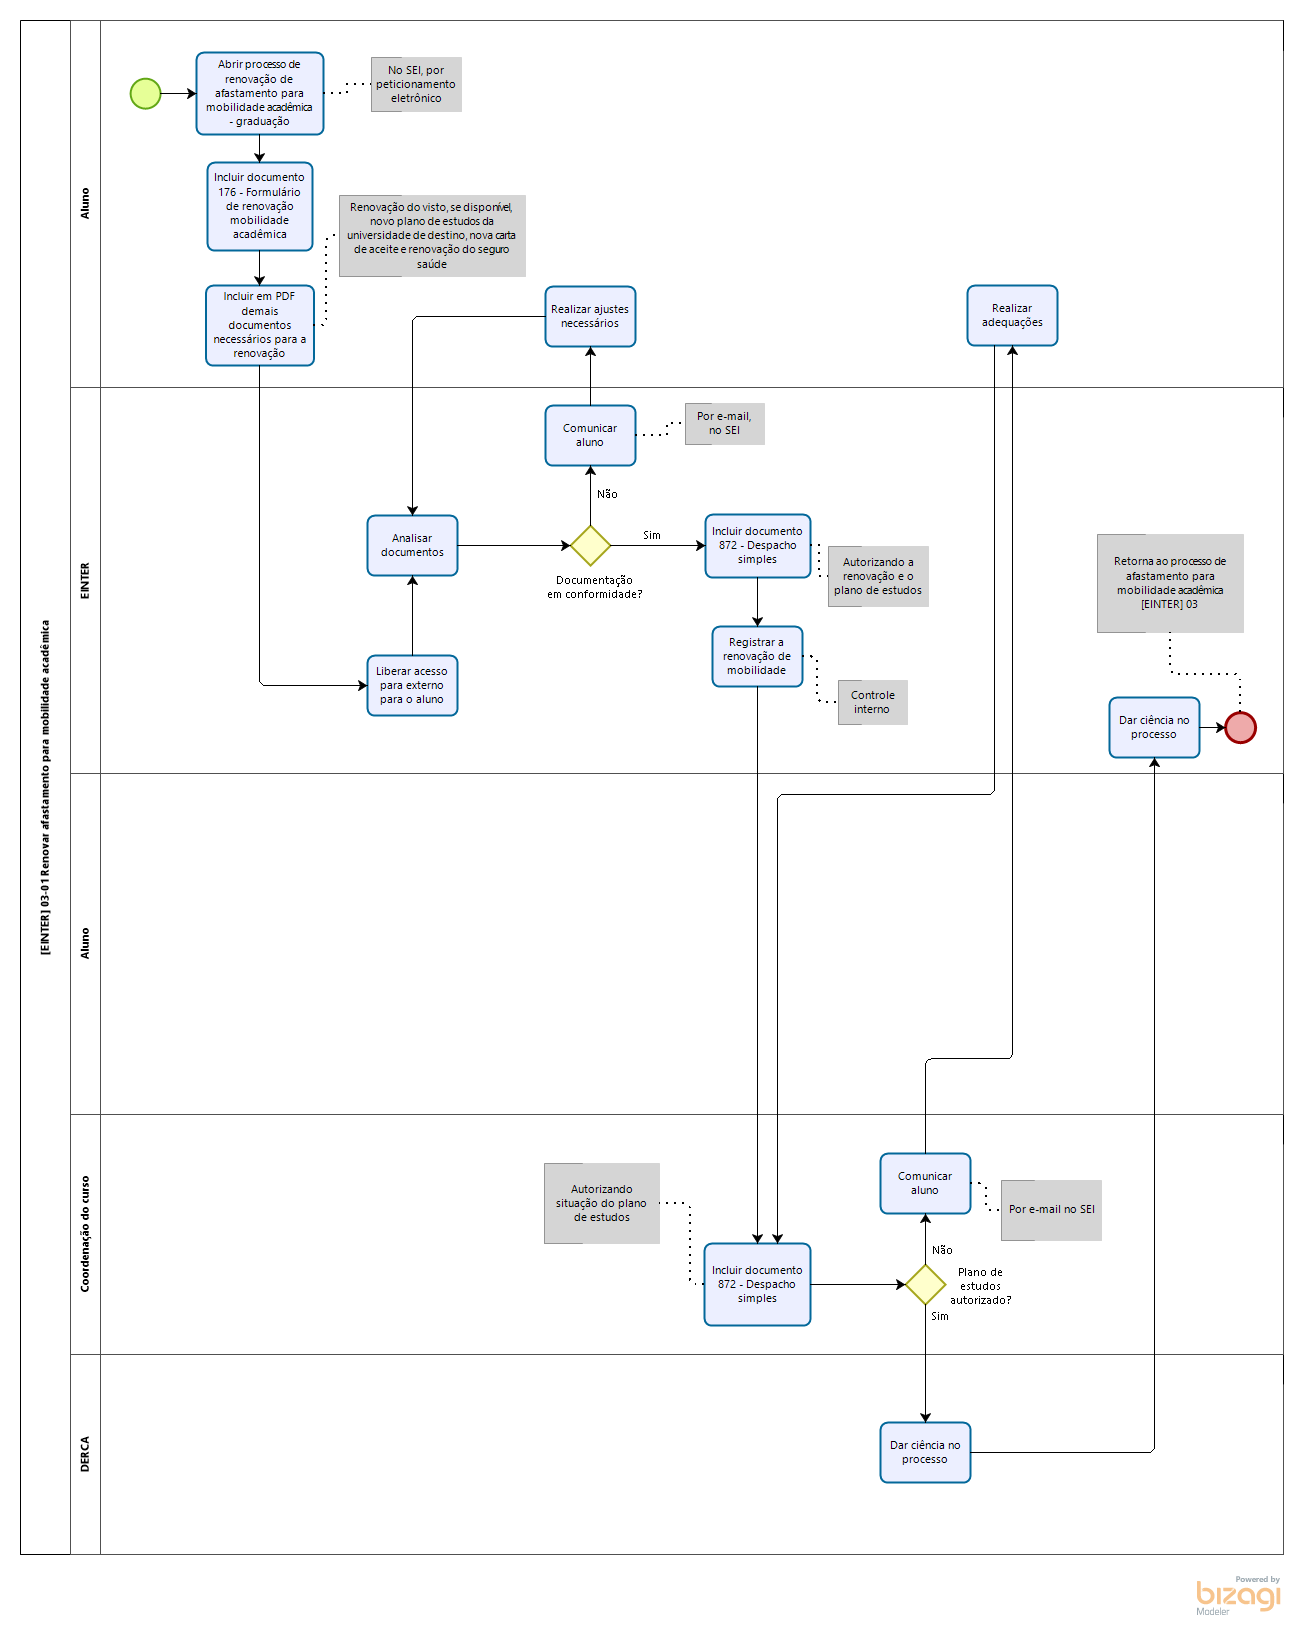 [EINTER] 03-01 Renovar afastamento para mobilidade acadêmica
Aluno
Abrir processo de
renovação de
afastamento para
mobilidade acadêmica
- graduação
No SEI, por
peticionamento
eletrônico
Incluir documento
176 - Formulário
de renovação
mobilidade
acadêmica
Renovação do visto, se disponível,
novo plano de estudos da
universidade de destino, nova carta
de aceite e renovação do seguro
saúde
Incluir em PDF
demais
documentos
necessários para a
renovação
Realizar ajustes
necessários
Realizar
adequações
EINTER
Comunicar
aluno
Por e-mail,
no SEI
Não
Analisar
documentos
Documentação
em conformidade?
Sim
Incluir documento
872 - Despacho
simples
Autorizando a
renovação e o
plano de estudos
Registrar a
renovação de
mobilidade
Controle
interno
Liberar acesso
para externo
para o aluno
Retorna ao processo de
afastamento para
mobilidade acadêmica
[EINTER] 03
Dar ciência no
processo
Aluno
Coordenação do curso
Autorizando
situação do plano
de estudos
Incluir documento
872 - Despacho
simples
Comunicar
aluno
Por e-mail no SEI
Não
Plano de
estudos
autorizado?
Sim
DERCA
Dar ciência no
processo
Powered by
bizagi
Modeler